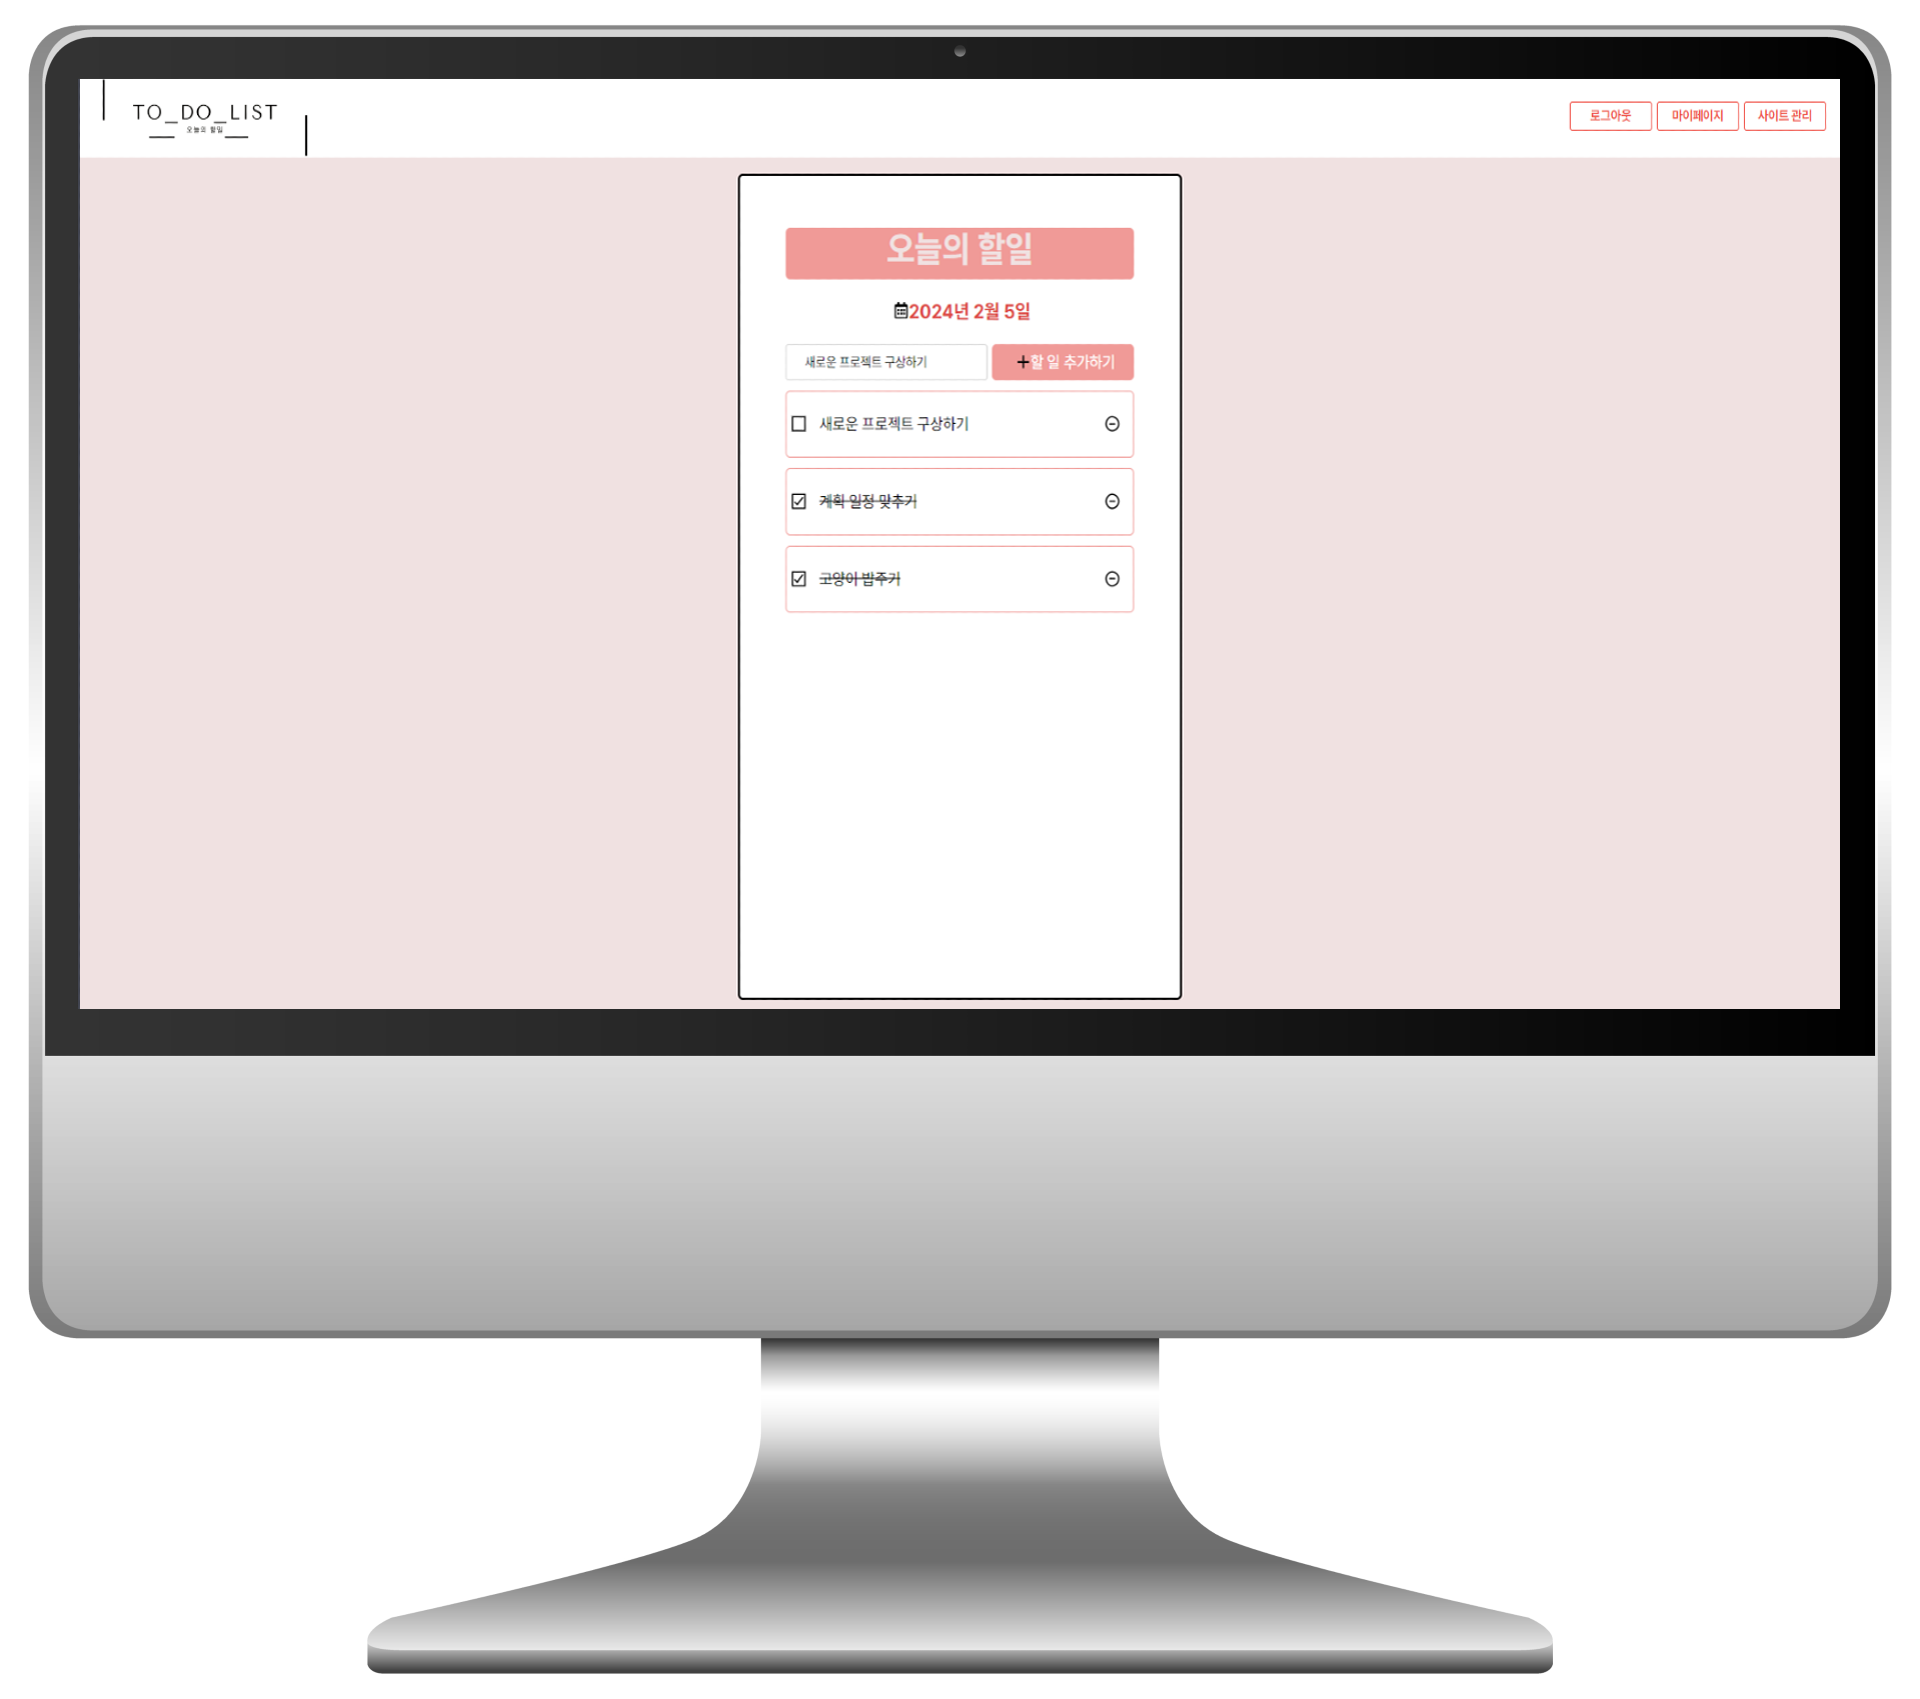 TO_DO_LIST
오늘의 할일
로그아웃 마이페이지 사이트 관리
오늘의 할일
2024년 2월 5일
새로운 프로젝트 구상하기 +할 일 추가하기
새로운 프로젝트 구상하기
계획 일정 맞추기
고양이 밥주기